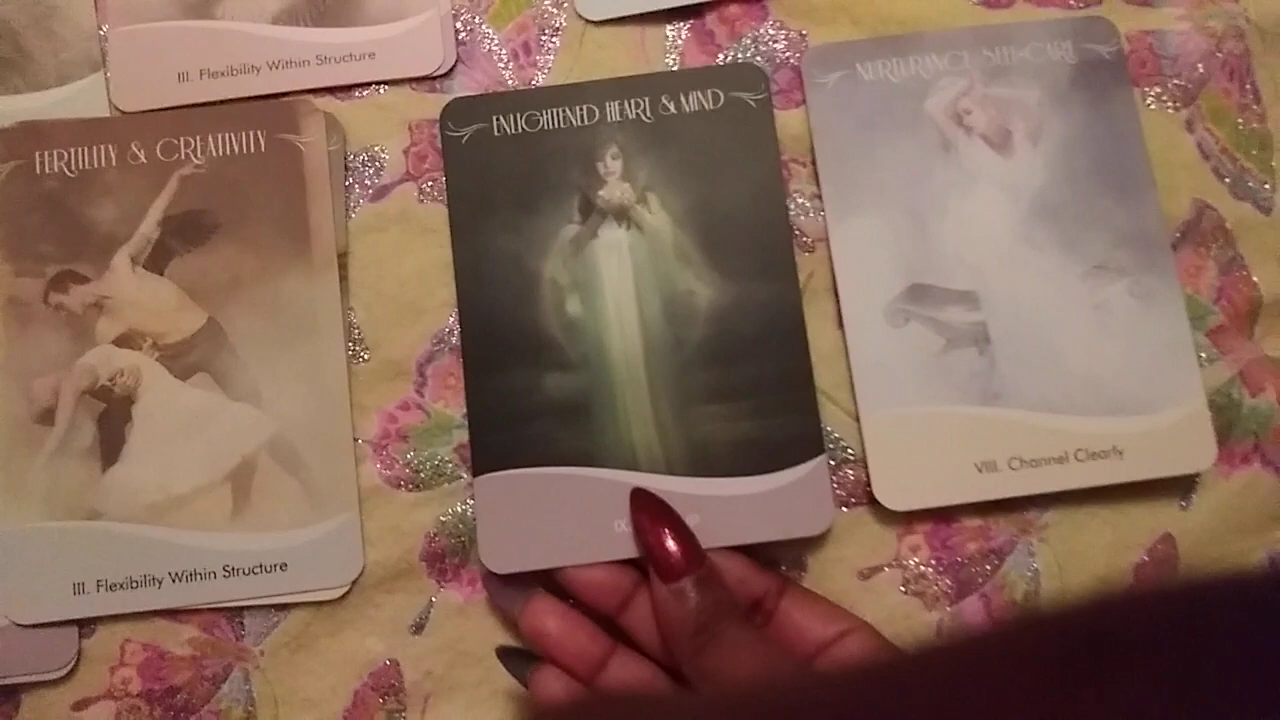 III. Flexibility Within Structure
FERTILITY & CREATIVITY
III. Flexibility Within Structure
ENLIGHTENED HEART & MIND
NURTURANCE SELF-CARE
VIII. Channel Clearly